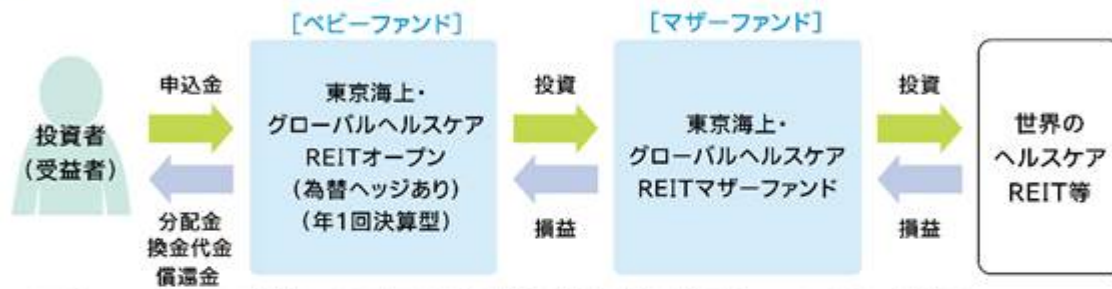 [ベビーファンド]
[マザーファンド]
投資者
(受益者)
申込金
分配金
換金代金
償還金
東京海上・
グローバルヘルスケア
REITオープン
(為替ヘッジあり)
(年1回決算型)
投資
損益
東京海上・
グローバルヘルスケア
REITマザーファンド
投資
損益
世界の
ヘルスケア
REIT等